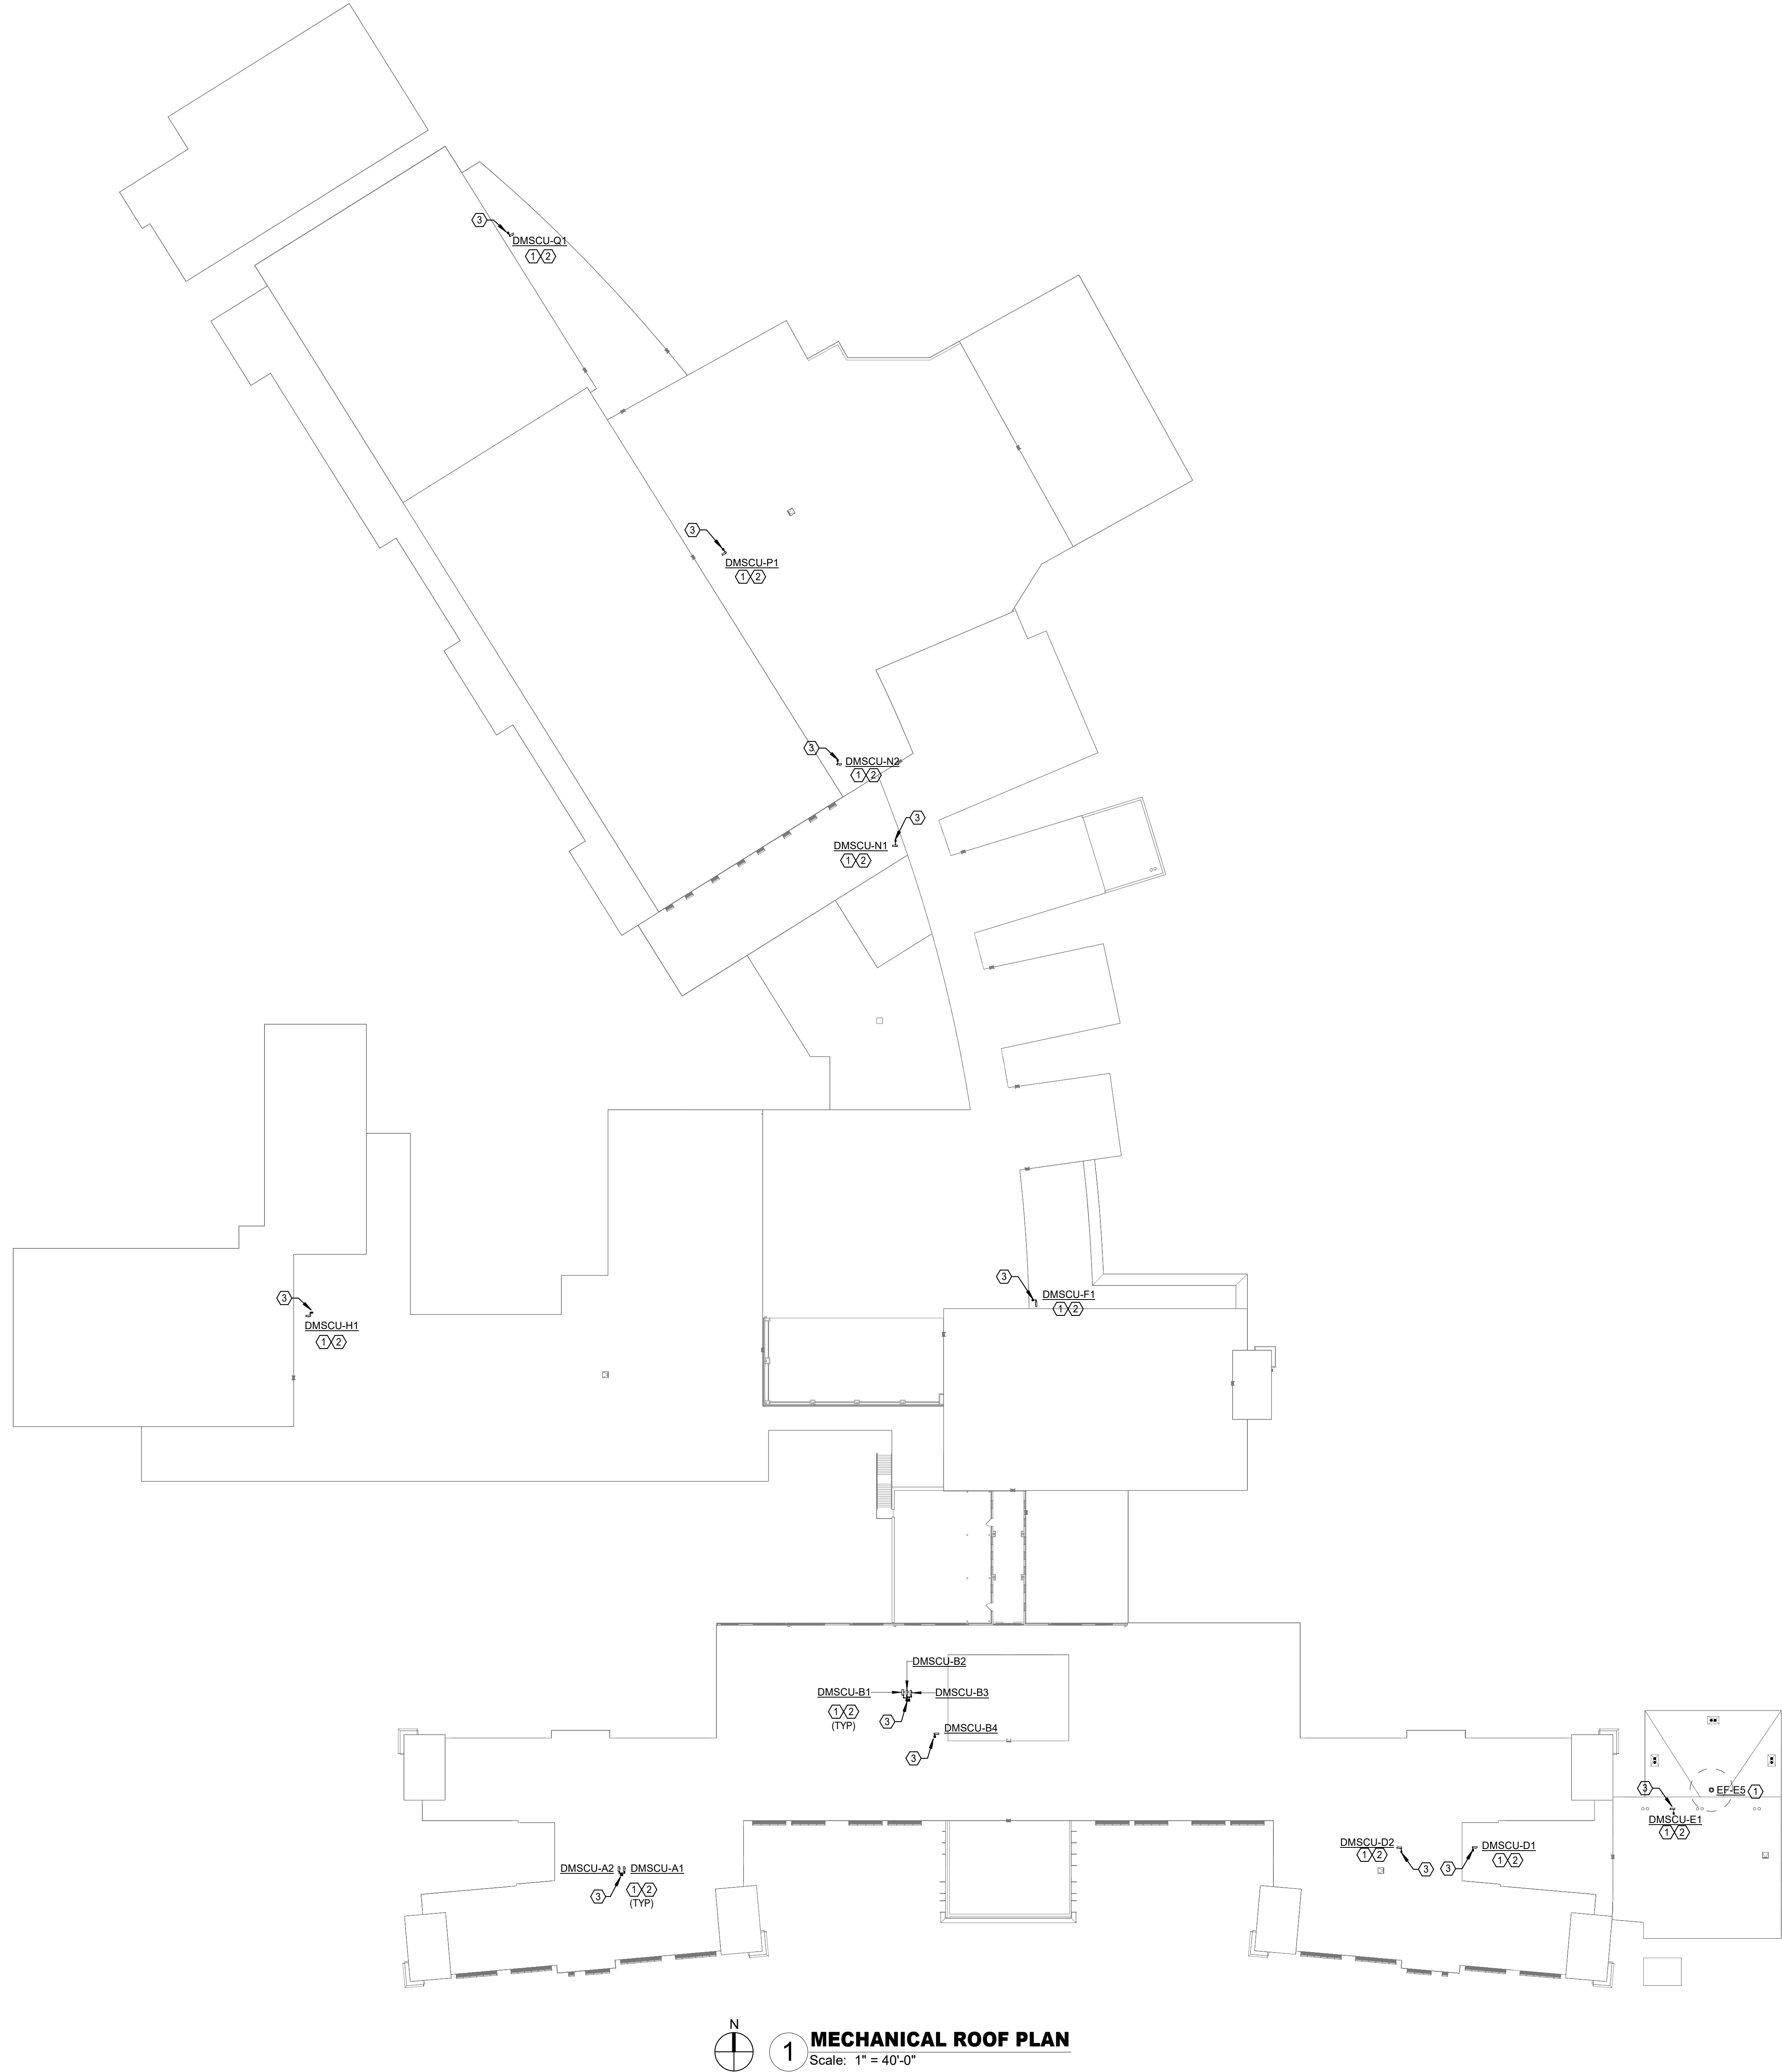 3
DMSCU-Q1
1 2
3
DMSCU-P1
1 2
3
DMSCU-N2
1 2
3
DMSCU-N1
1 2
3
DMSCU-F1
1 2
3
DMSCU-H1
1 2
DMSCU-B2
DMSCU-B1
DMSCU-B3
1 2
(TYP)
3
DMSCU-B4
3
3
EF-E5 1
DMSCU-E1
1 2
DMSCU-D2
1 2
3
DMSCU-D1
1 2
3
DMSCU-A2
DMSCU-A1
3
1 2
(TYP)
N
1
MECHANICAL ROOF PLAN
Scale: 1" = 40'-0"